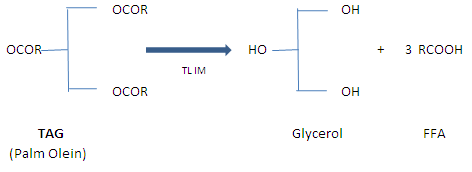 OCOR OH
OCOR HO + 3 RCOOH
TL IM
OCOR OH
TAG Glycerol FFA
(Palm Olein)